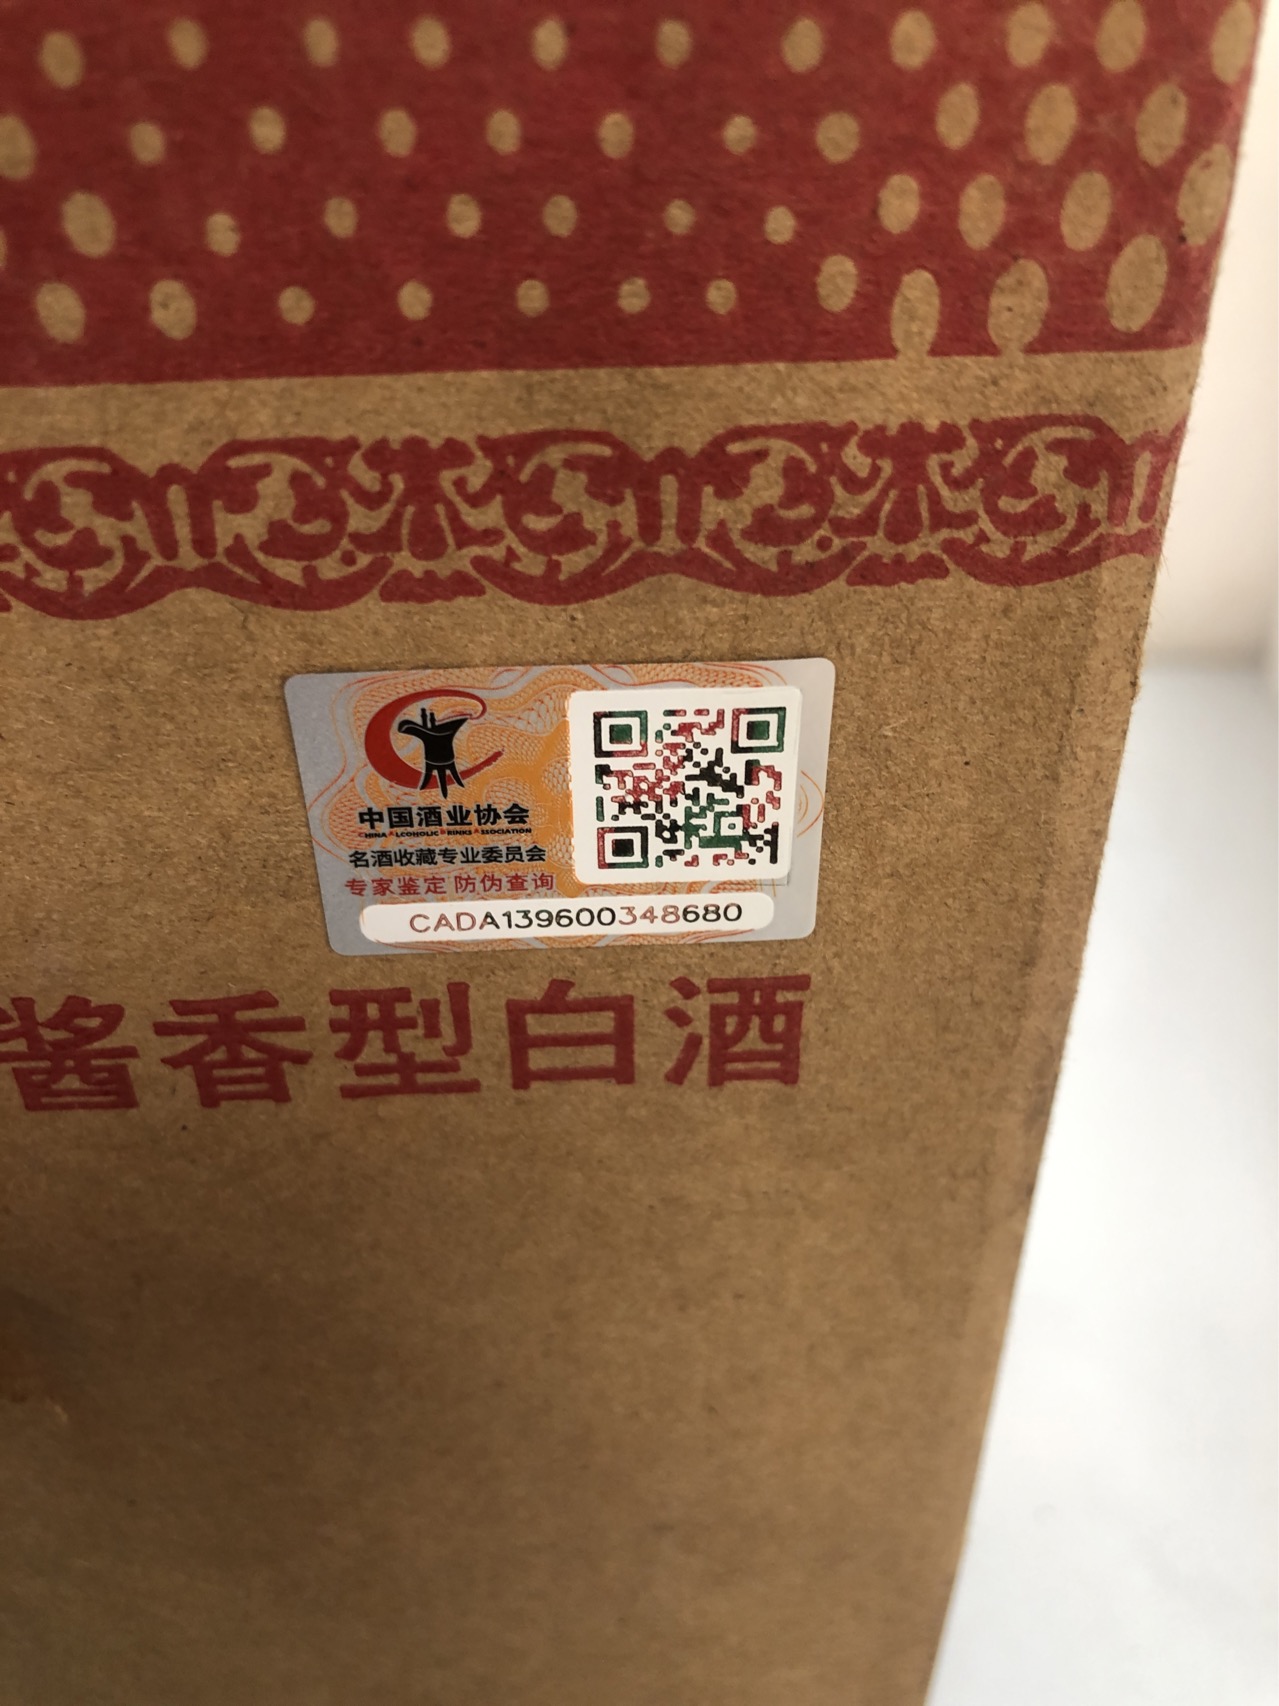 中国酒业协会
CHINA ALCOHOLIC DRINKS ASSOCIATION
名酒收藏专业委员会
专家鉴定 防伪查询
CADA139600348680
酱香型白酒